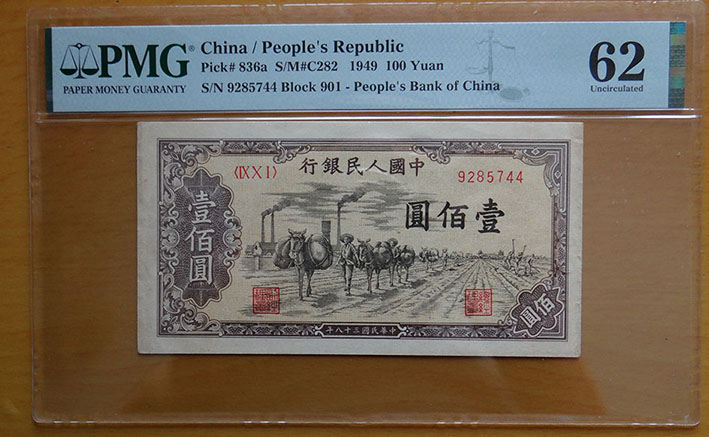 PMG®
PAPER MONEY GUARANTY
China / People's Republic
Pick# 836a S/M#C282 1949 100 Yuan
S/N 9285744 Block 901 - People's Bank of China
62
Uncirculated
行銀民人國中
〈IX X I〉
9285744
圓佰壹
壹佰圓
佰圓
年八十三國民華中